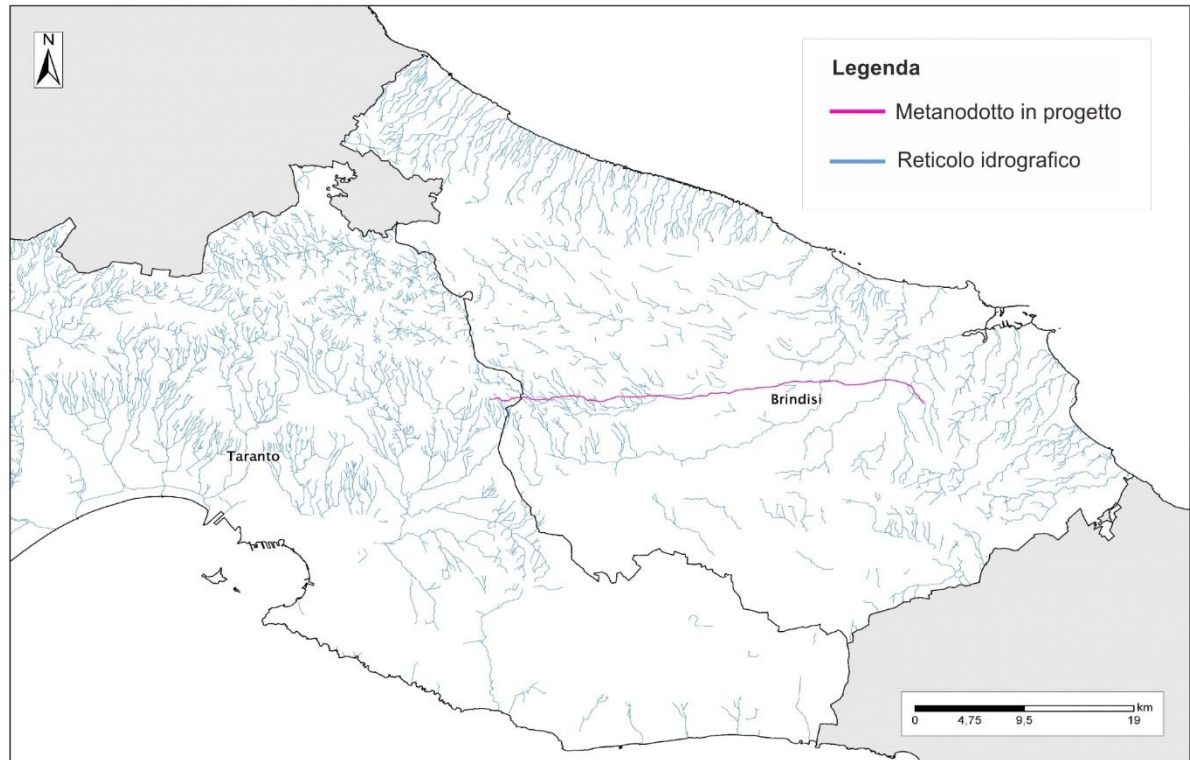 N
Legenda
Metanodotto in progetto
Reticolo idrografico
Brindisi
Taranto
km
0 4,75 9,5 19